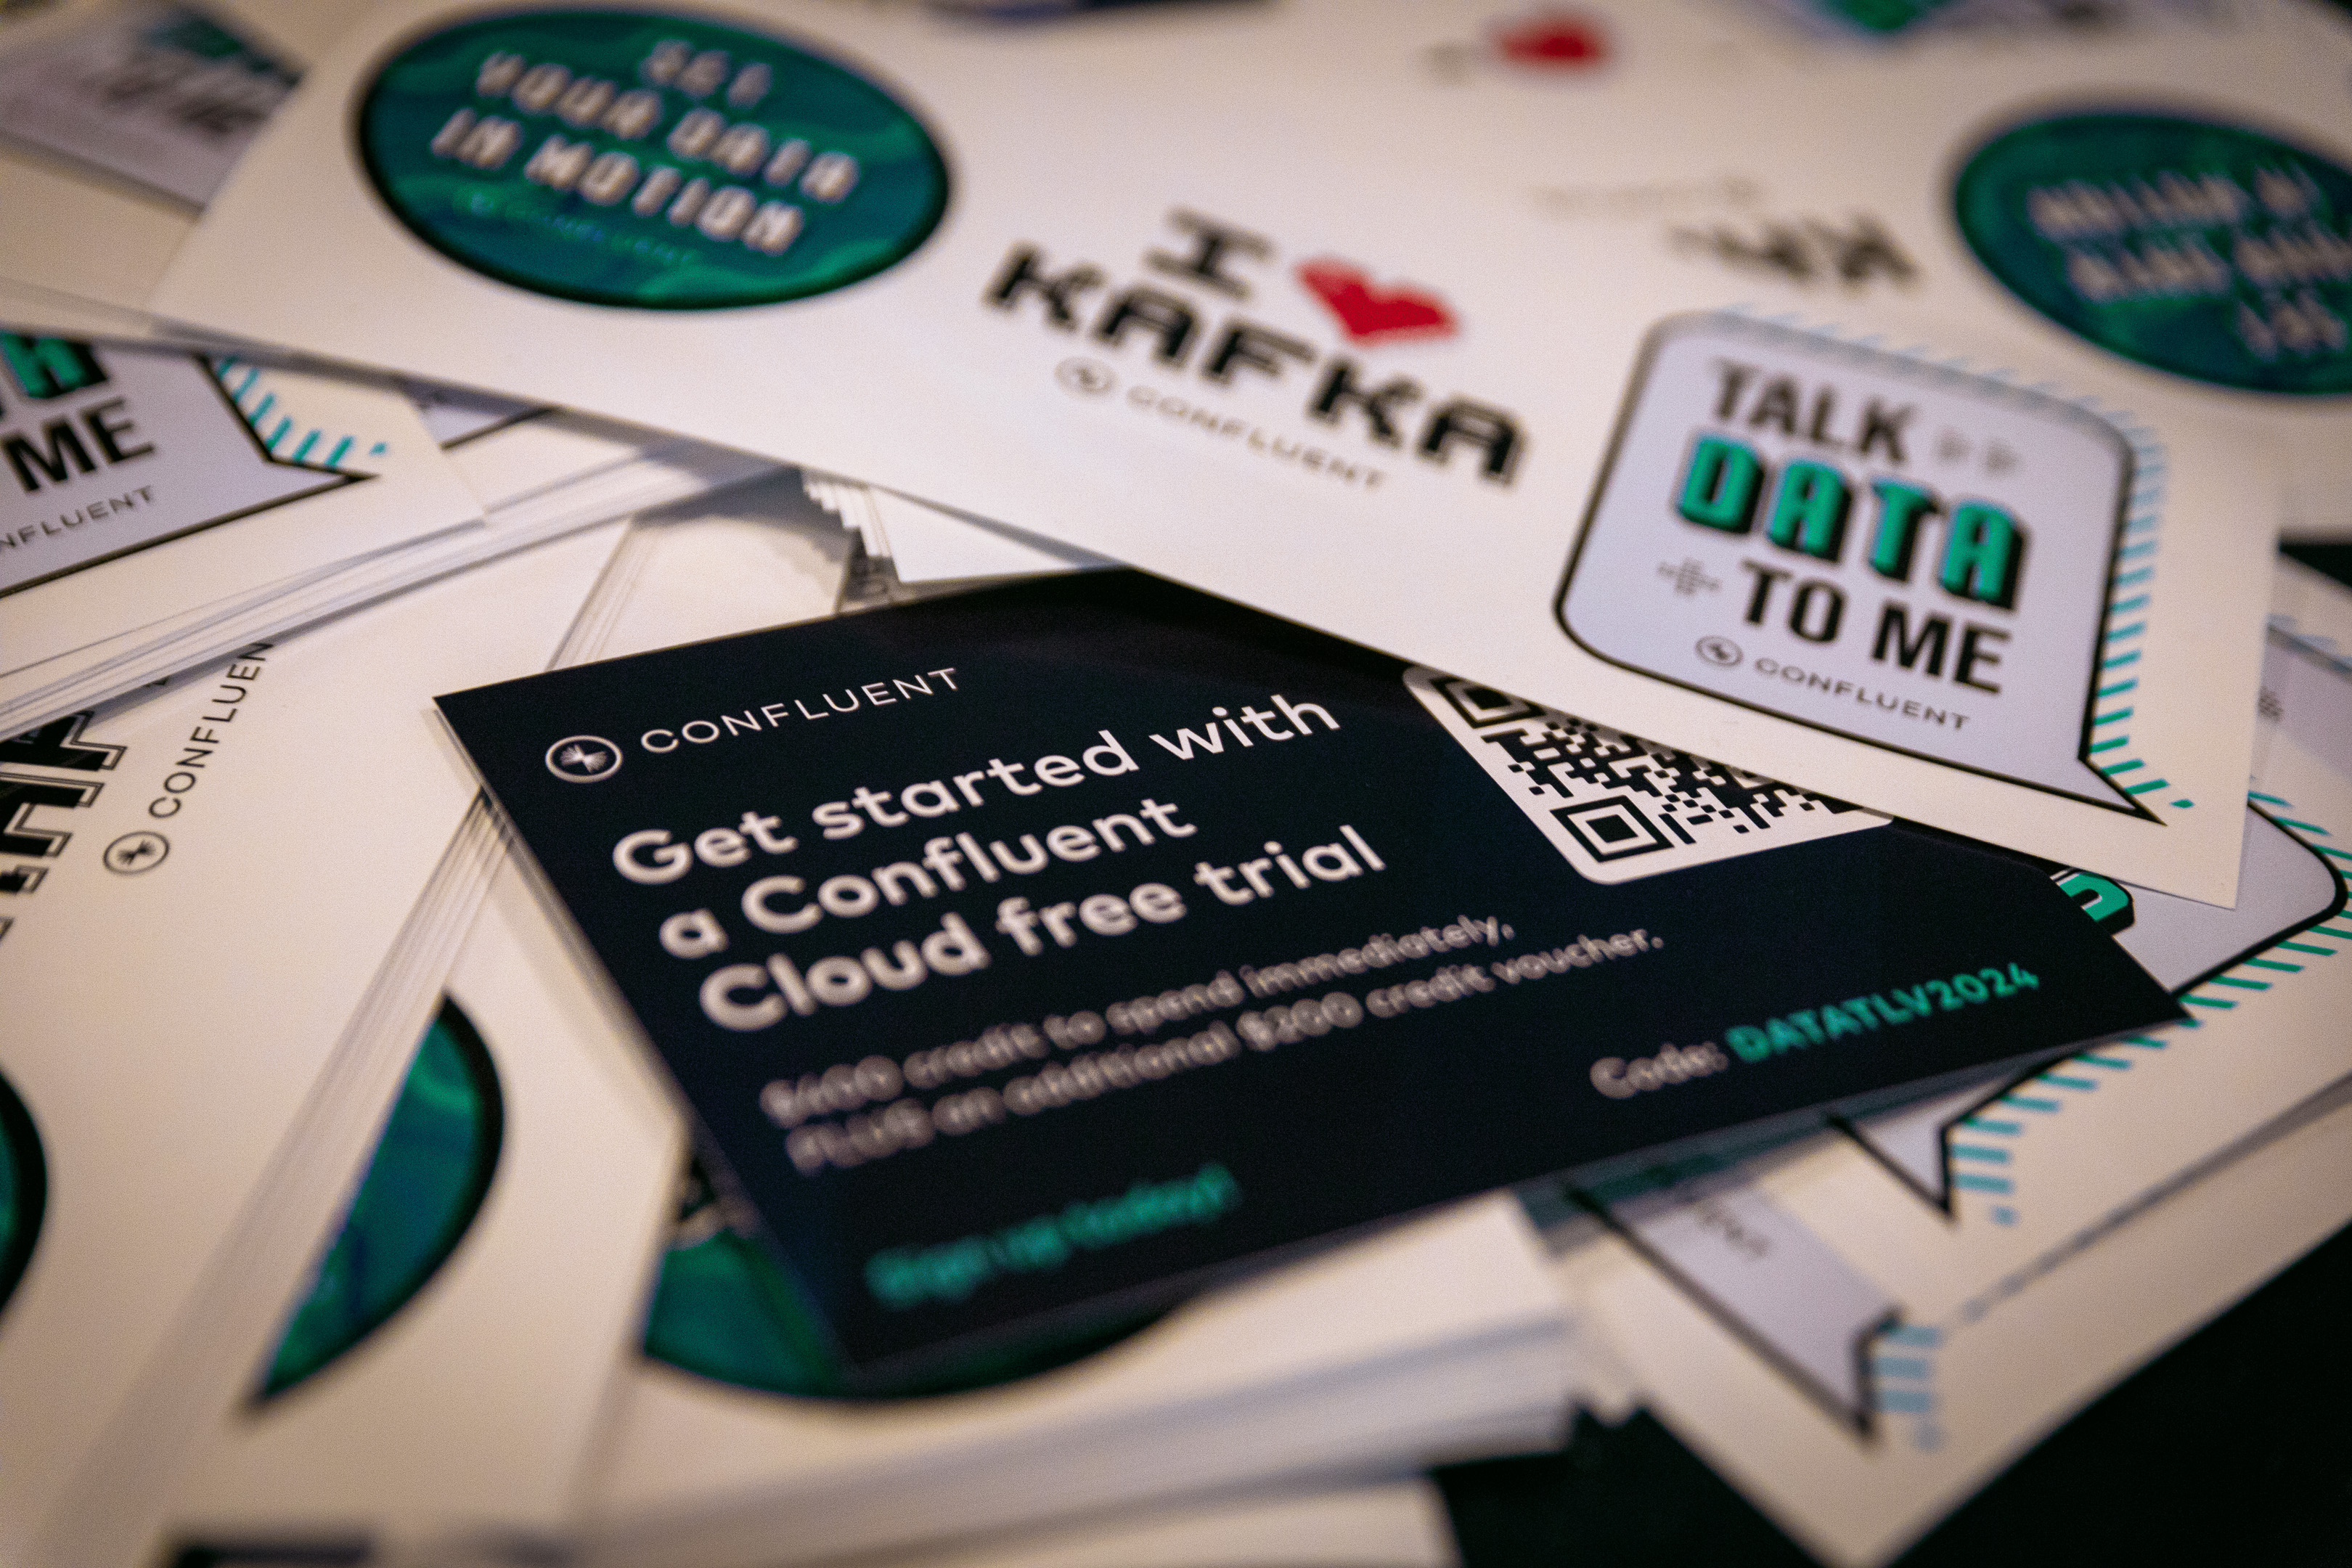 SET
YOUR DATA
IN MOTION
CONFLUENT
I
KAFKA
CONFLUENT
TALK
DATA
TO ME
CONFLUENT
ME
CONFLUENT
CONFLUENT
Get started with
a Confluent
Cloud free trial
$400 credit to spend immediately,
PLUS an additional $200 credit voucher.
Code: DATATLV2024
Sign up today!
CONFLUEN